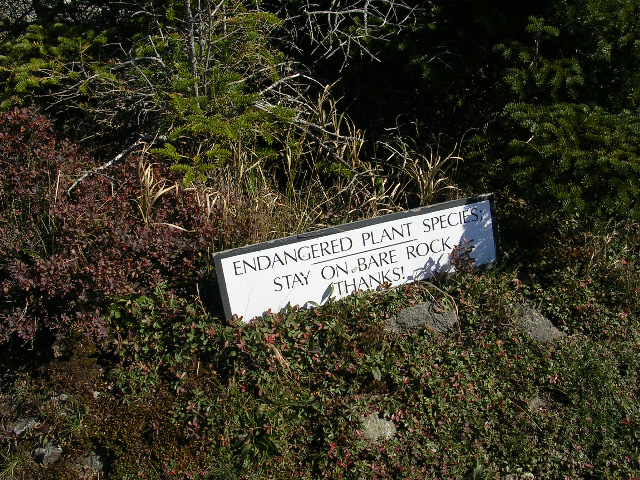 ENDANGERED PLANT SPECIES;
STAY ON BARE ROCK
THANKS!